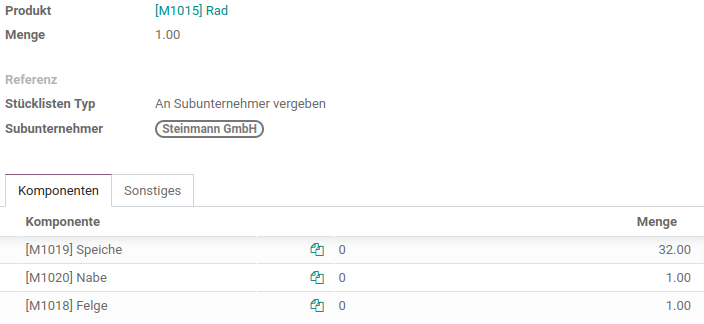 Produkt [M1015] Rad
Menge 1.00
Referenz
Stücklisten Typ An Subunternehmer vergeben
Subunternehmer Steinmann GmbH
Komponenten Sonstiges
Komponente Menge
[M1019] Speiche 0 32.00
[M1020] Nabe 0 1.00
[M1018] Felge 0 1.00